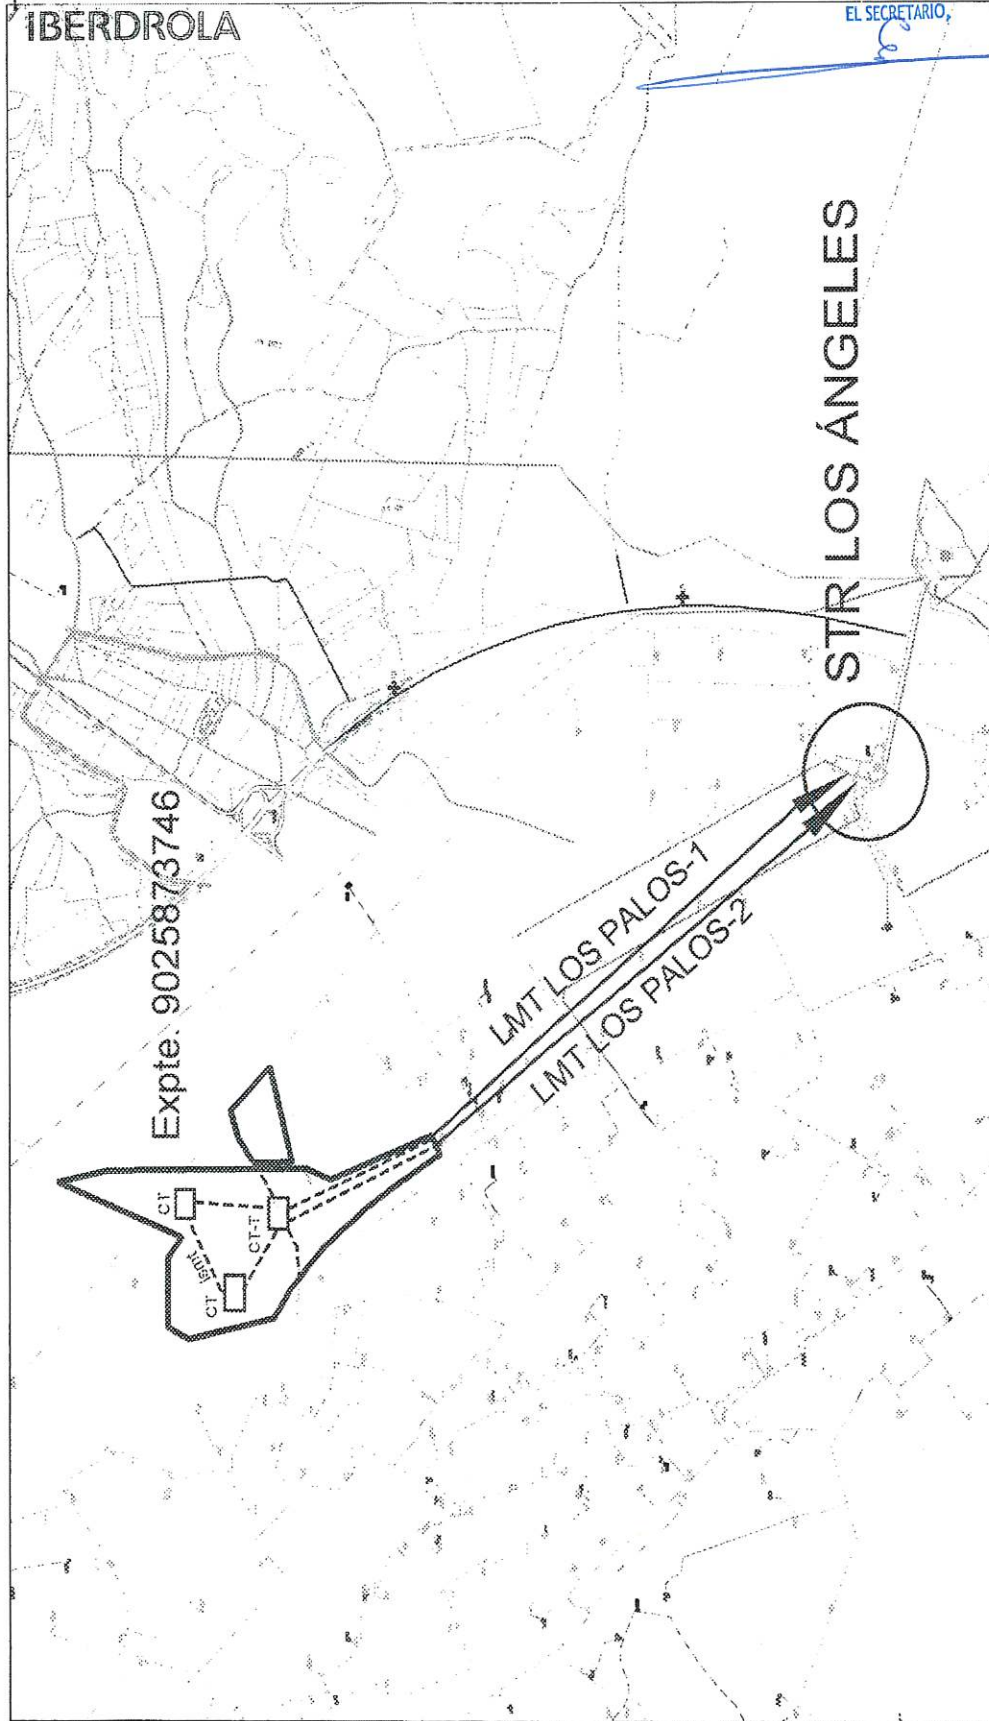 IBERDROLA
EL SECRETARIO,
Expte. 9025873746
STR LOS ÁNGELES
LMT LOS PALOS-1
LMT LOS PALOS-2
CT
lsmt
CT-T
CT